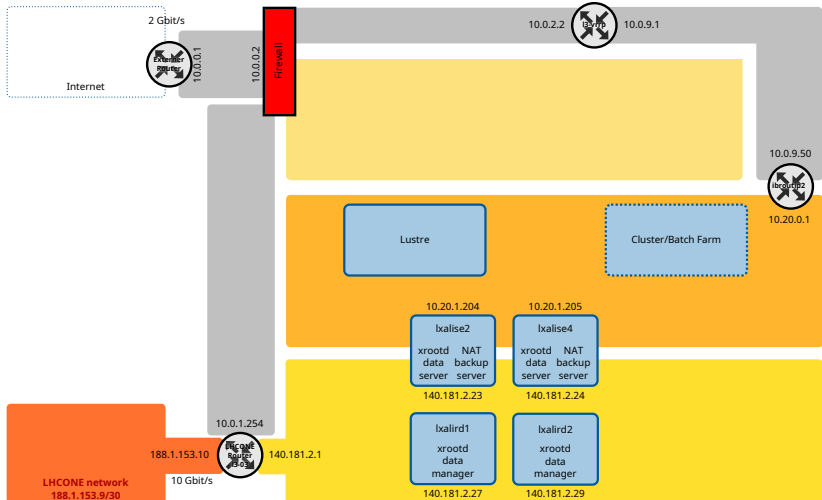 2 Gbit/s
Externer
Router
10.0.0.1
10.0.0.2
Firewall
Internet
10.0.2.2
l3-vrrp
10.0.9.1
10.0.9.50
ibroutip2
10.20.0.1
Lustre
Cluster/Batch Farm
10.20.1.204
10.20.1.205
lxalise2
xrootd NAT
data backup
server server
lxalise4
xrootd NAT
data backup
server server
140.181.2.23
140.181.2.24
lxalird1
xrootd
data
manager
lxalird2
xrootd
data
manager
140.181.2.27
140.181.2.29
10.0.1.254
188.1.153.10
LHCONE
Router
140.181.2.1
10 Gbit/s
LHCONE network
188.1.153.9/30